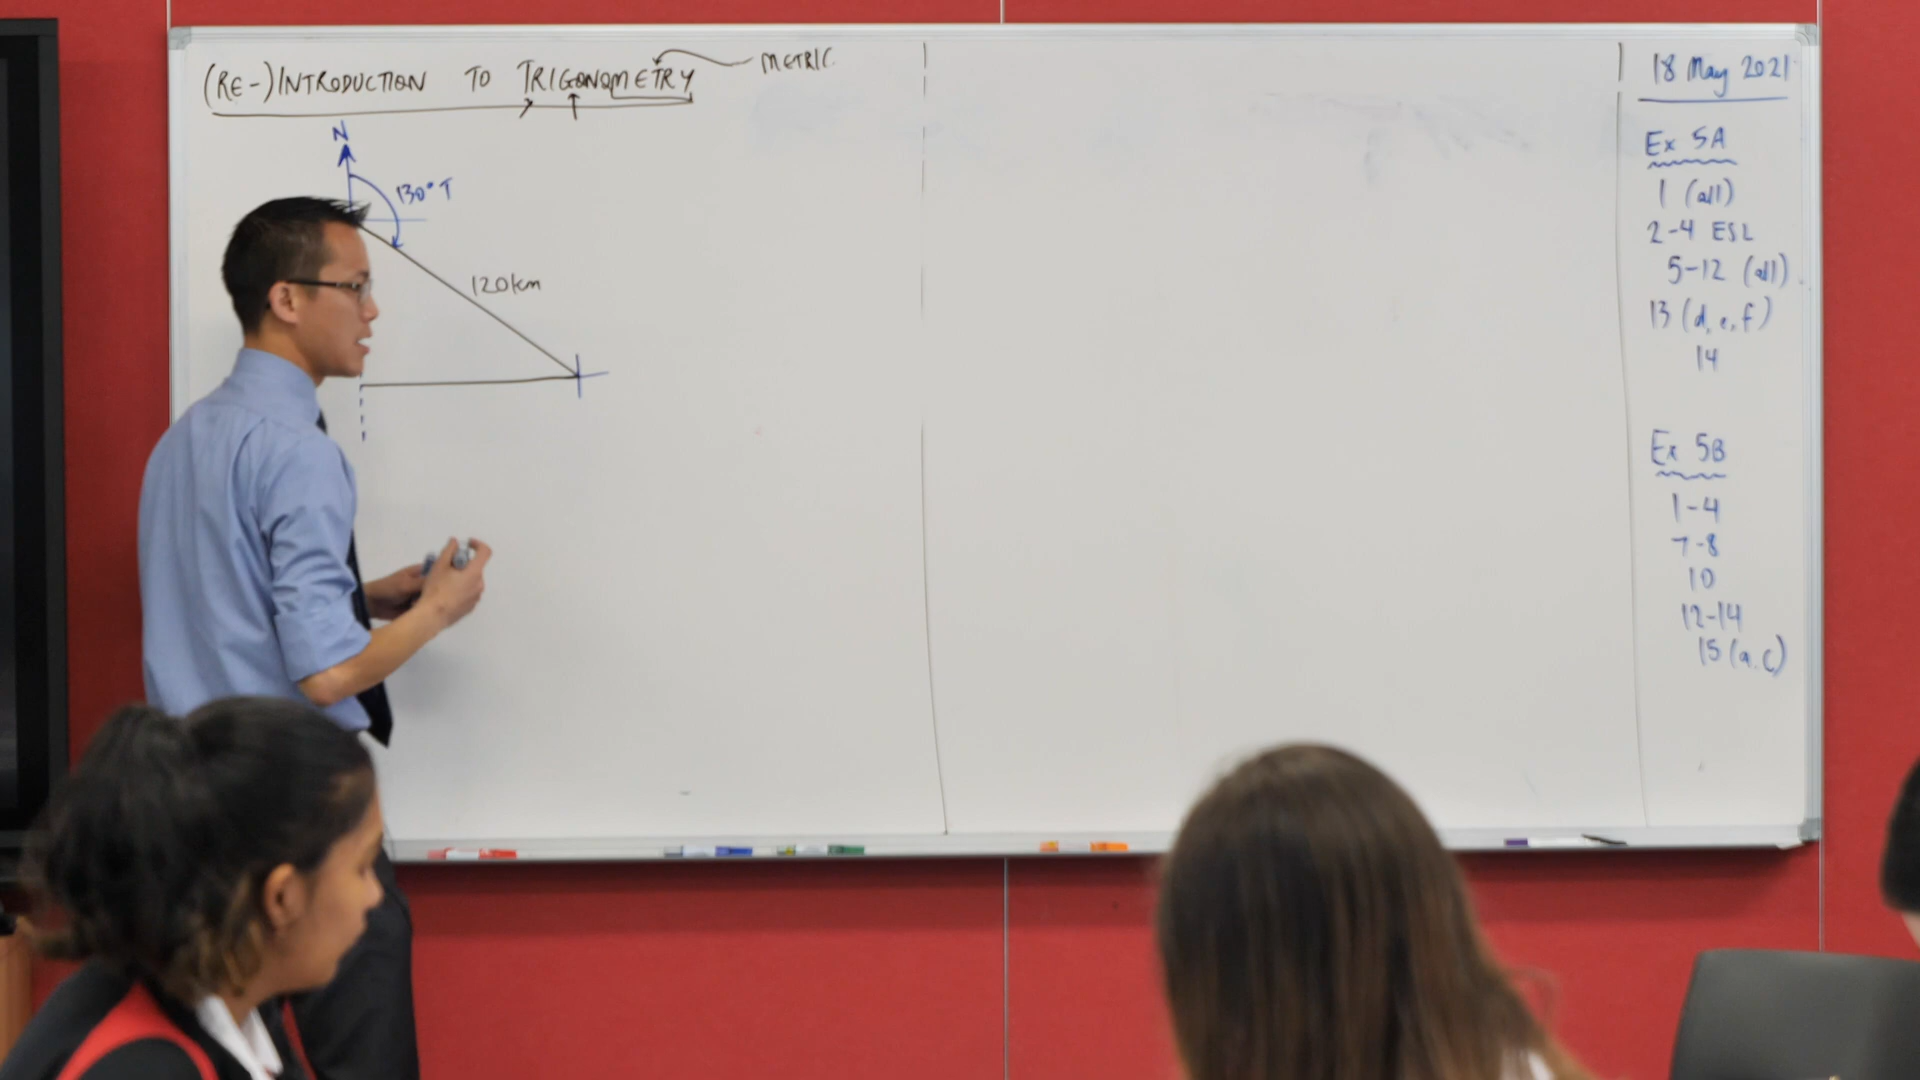 (RE-)INTRODUCTION TO TRIGONOMETRY
METRIC
N
130°T
120km
18 May 2021
Ex 5A
1 (all)
2-4 ESL
5-12 (all)
13 (d, e, f)
14
Ex 5B
1-4
7-8
10
12-14
15 (a, c)